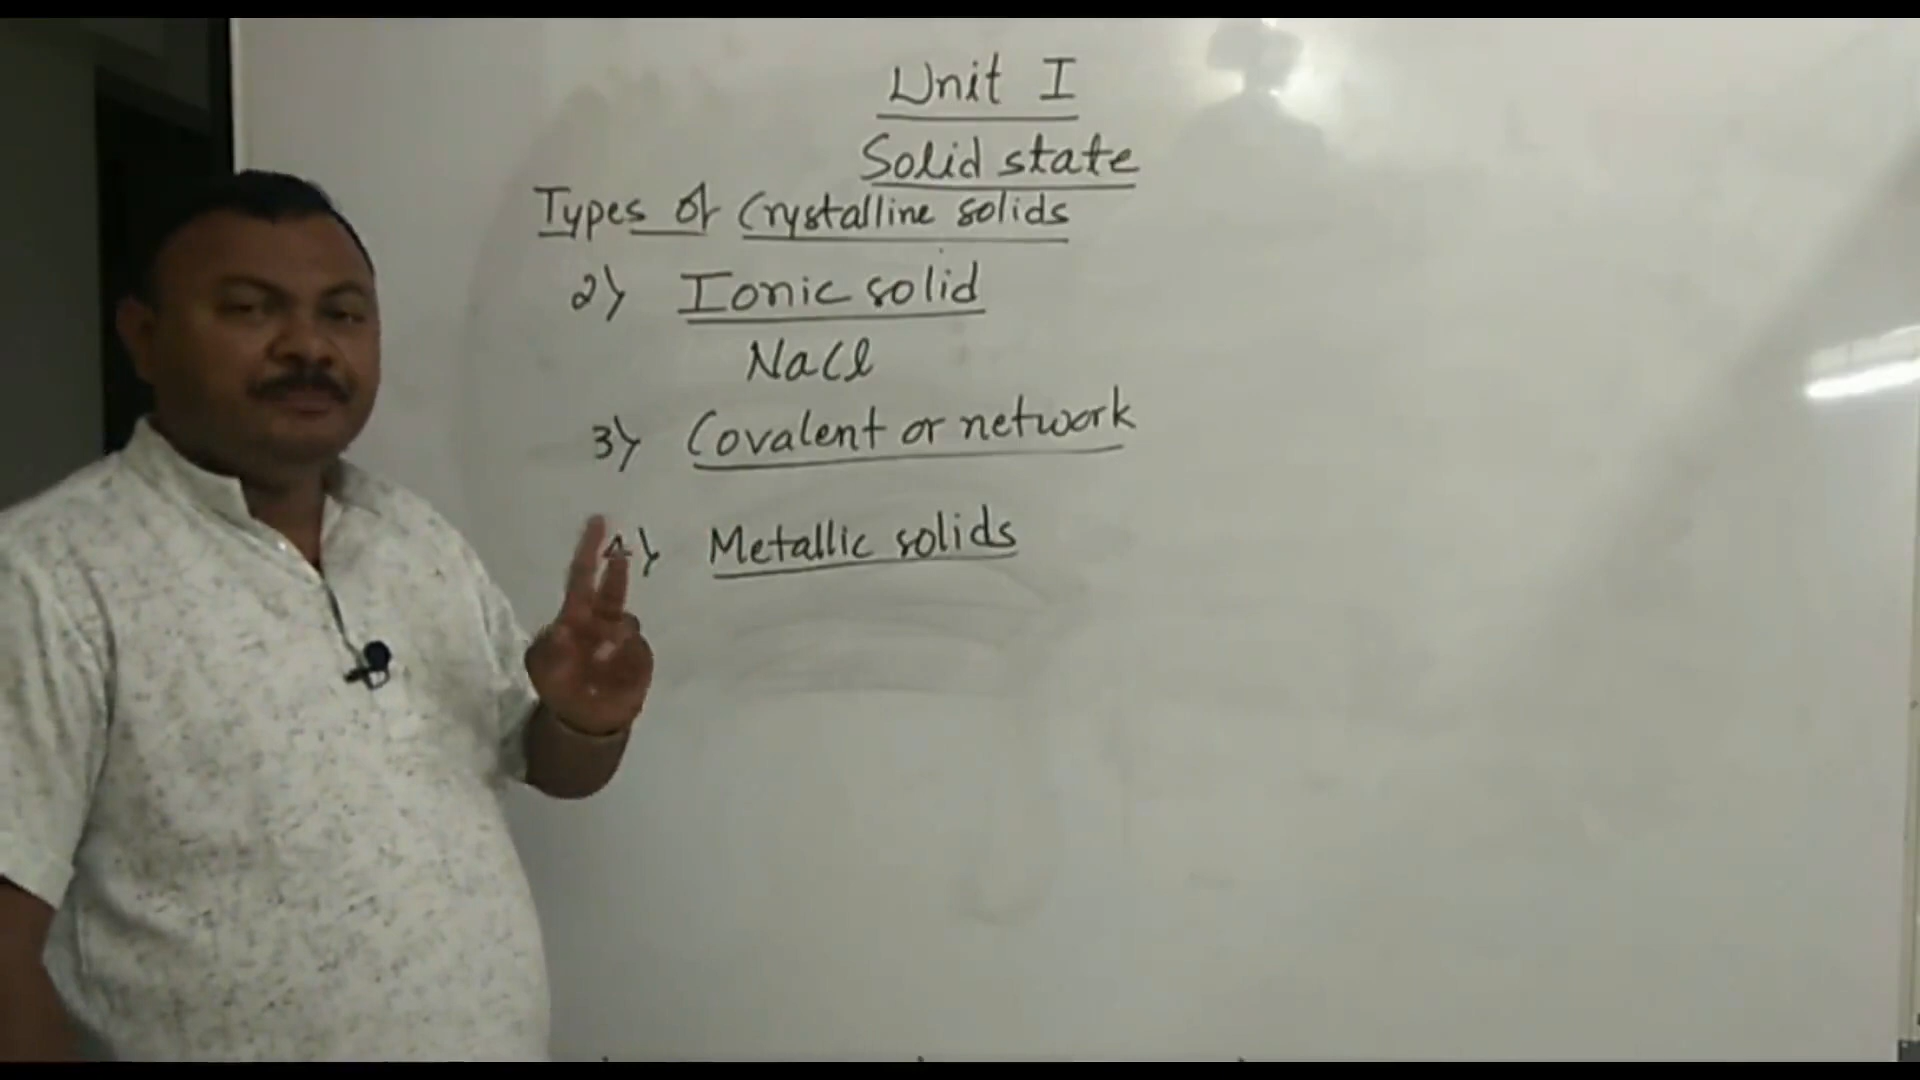 Unit I
Solid state
Types of Crystalline solids
2) Ionic solid
NaCl
3) Covalent or network
4) Metallic solids